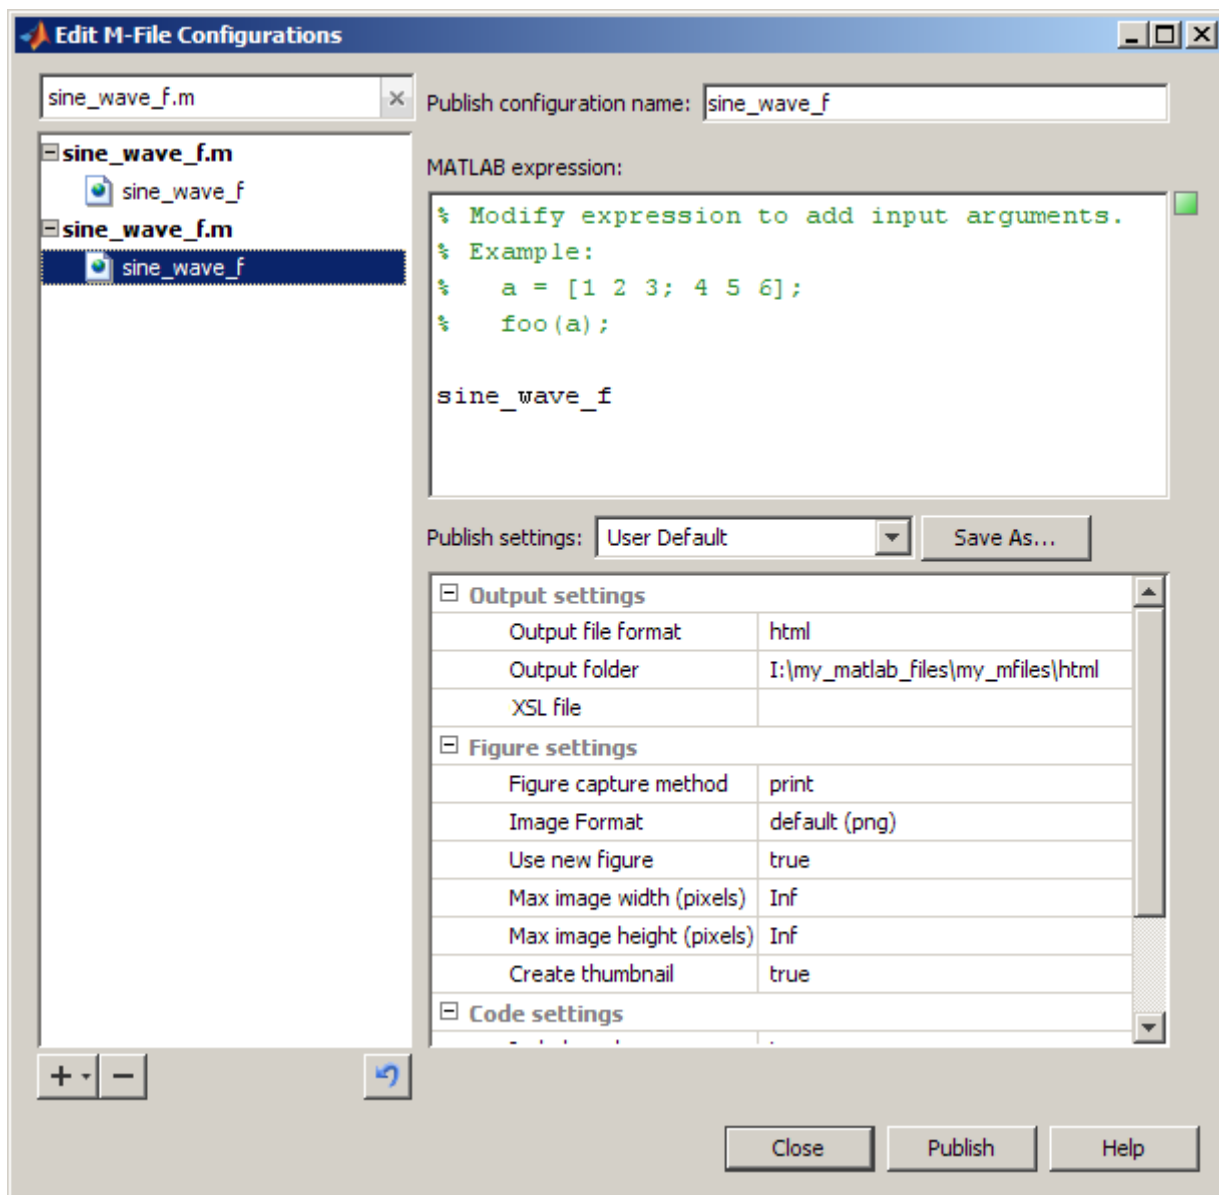 Edit M-File Configurations
sine_wave_f.m
Publish configuration name: sine_wave_f
sine_wave_f.m
sine_wave_f
sine_wave_f.m
sine_wave_f
MATLAB expression:
% Modify expression to add input arguments.
% Example:
%   a = [1 2 3; 4 5 6];
%   foo(a);
sine_wave_f
Publish settings: User Default Save As...
Output settings
Output file format html
Output folder I:\my_matlab_files\my_mfiles\html
XSL file
Figure settings
Figure capture method print
Image Format default (png)
Use new figure true
Max image width (pixels) Inf
Max image height (pixels) Inf
Create thumbnail true
Code settings
Close Publish Help